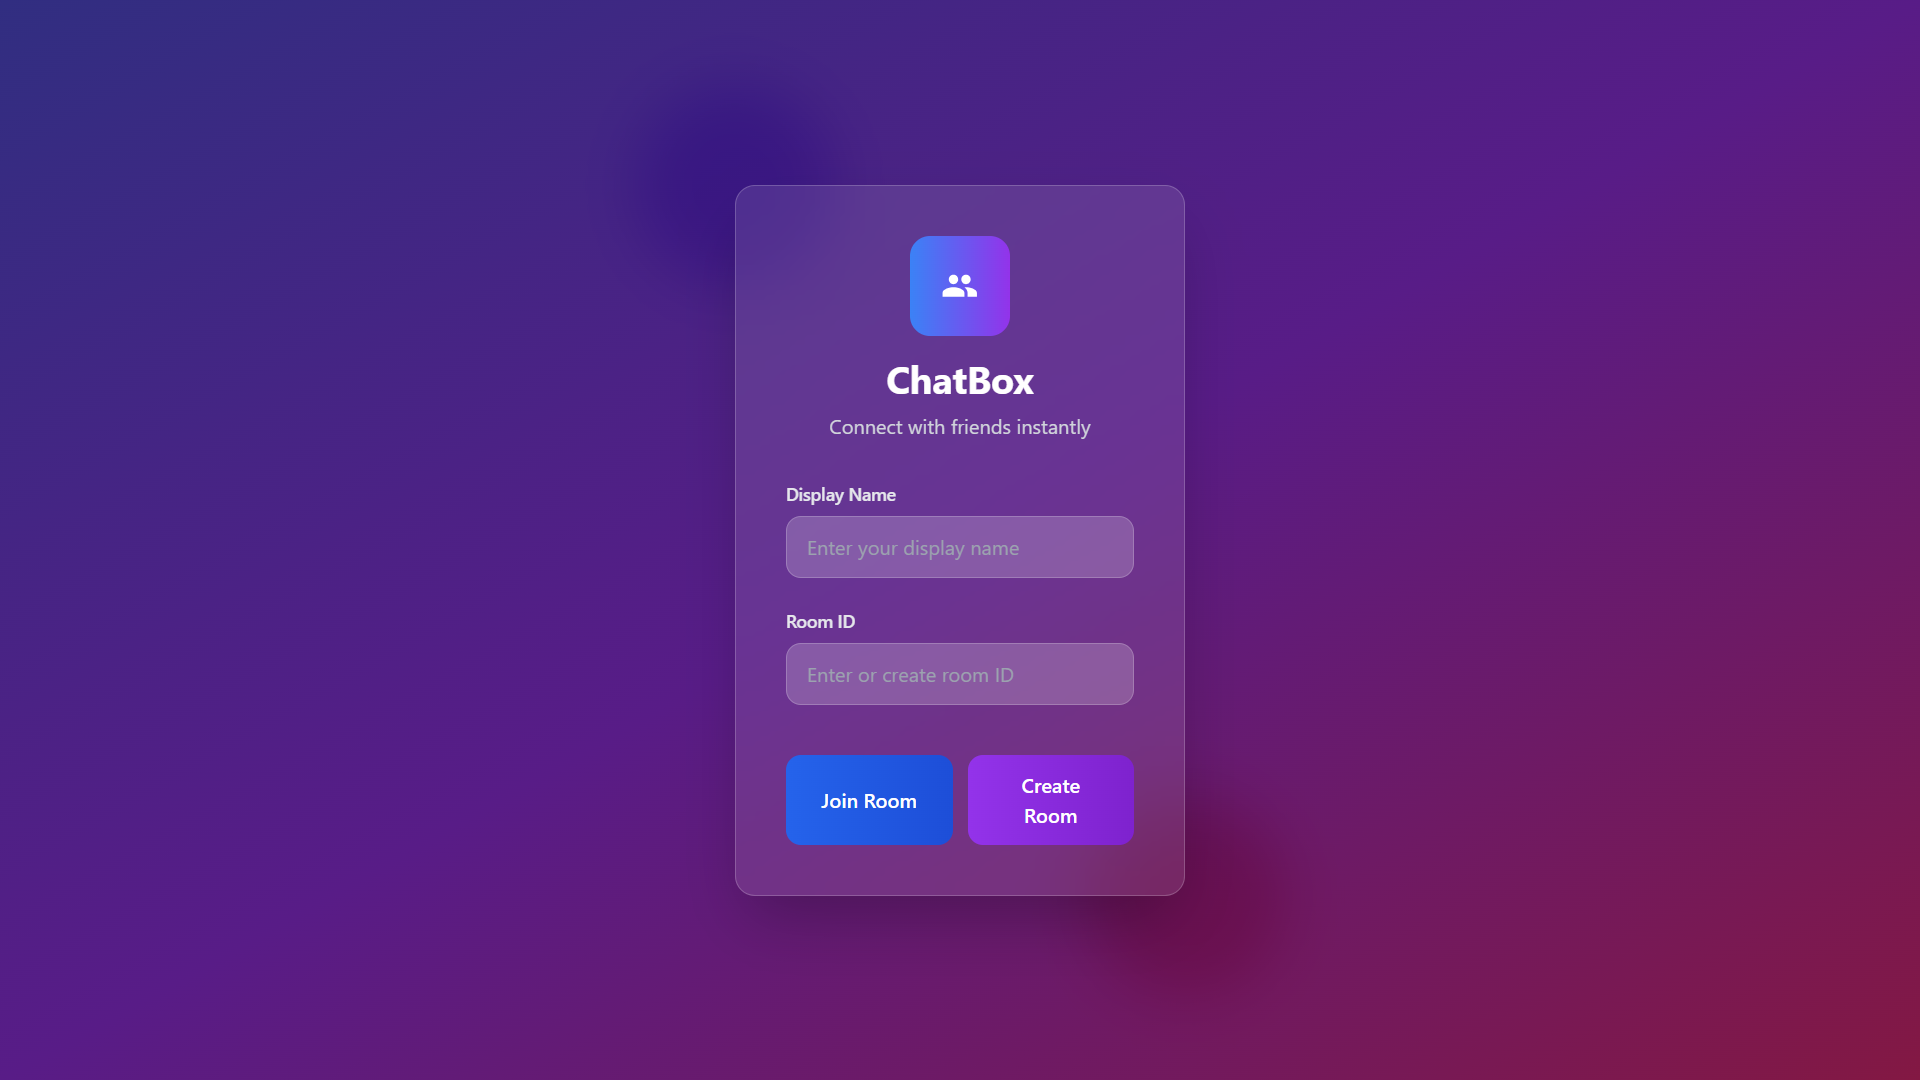 ChatBox
Connect with friends instantly
Display Name
Enter your display name
Room ID
Enter or create room ID
Join Room
Create
Room